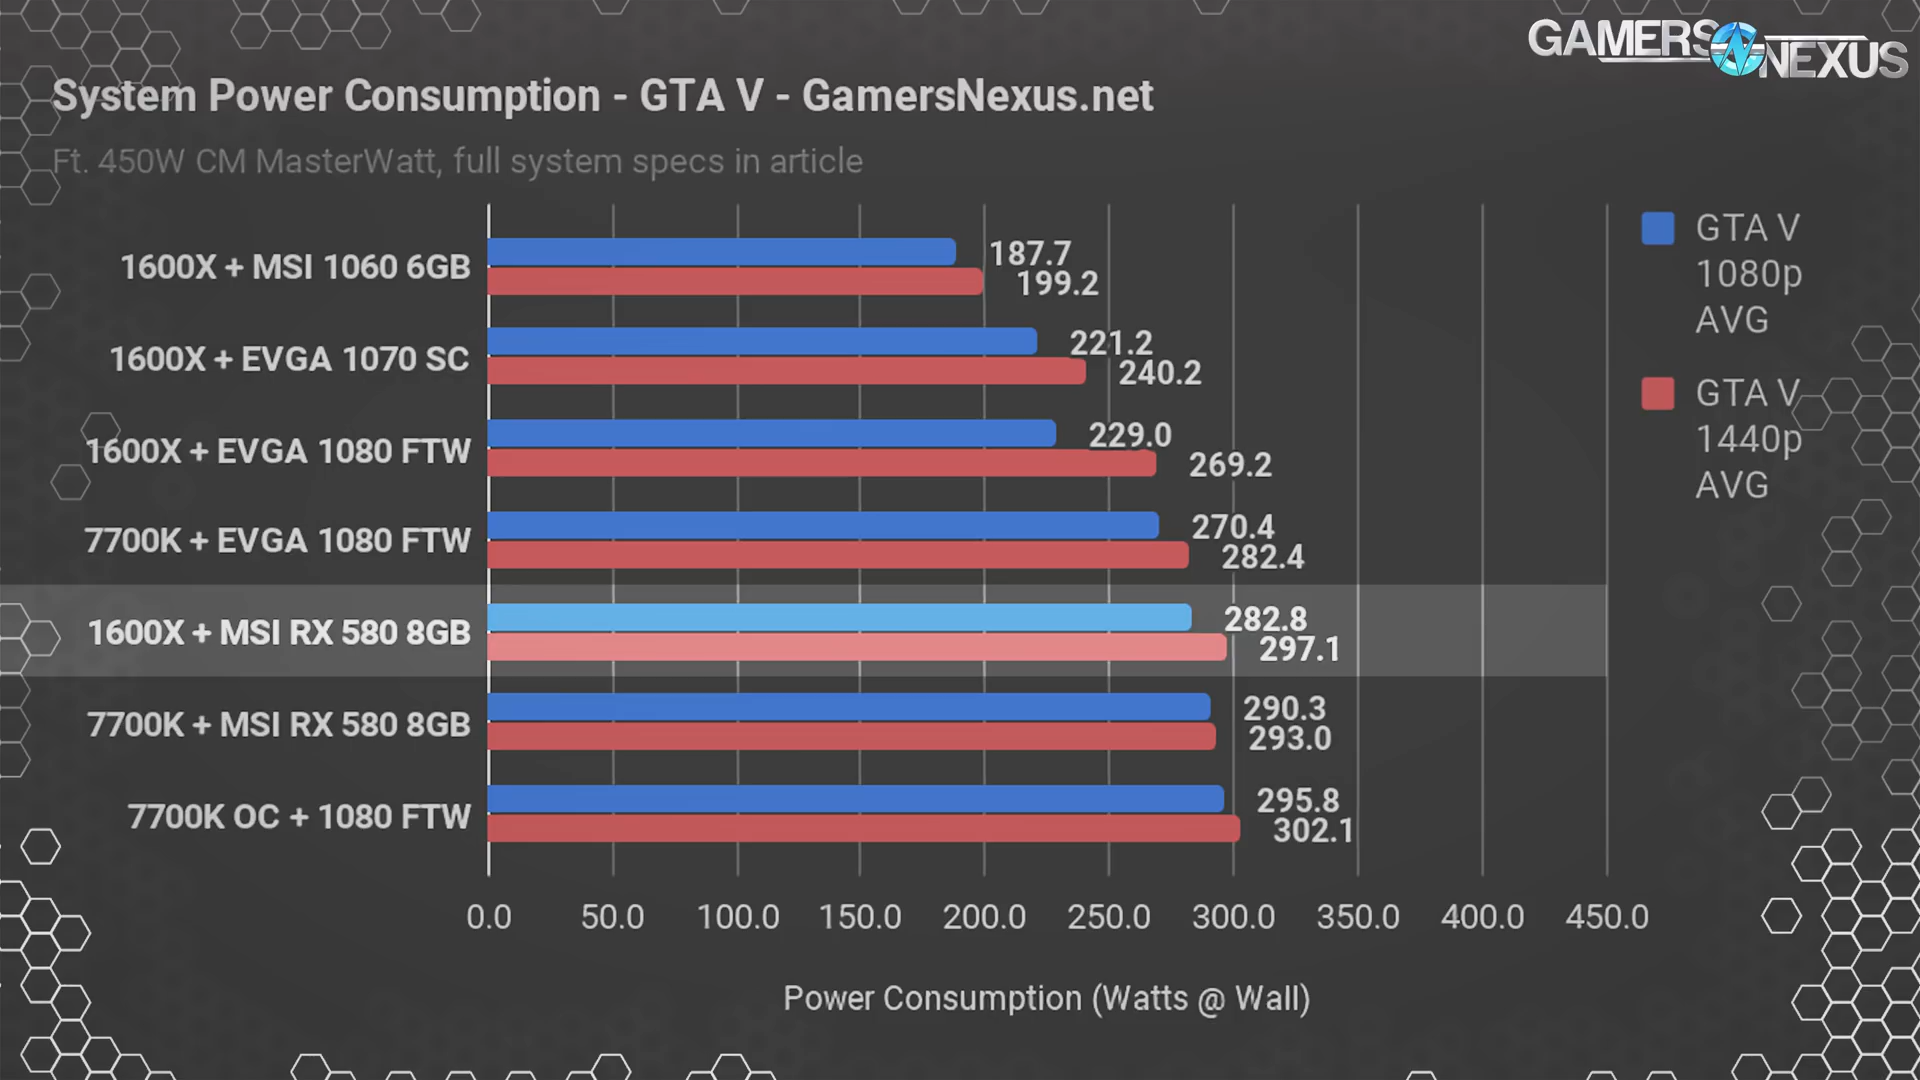 GAMERS NEXUS
System Power Consumption - GTA V - GamersNexus.net
Ft. 450W CM MasterWatt, full system specs in article
GTA V
1080p
AVG
GTA V
1440p
AVG
1600X + MSI 1060 6GB
187.7
199.2
1600X + EVGA 1070 SC
221.2
240.2
1600X + EVGA 1080 FTW
229.0
269.2
7700K + EVGA 1080 FTW
270.4
282.4
1600X + MSI RX 580 8GB
282.8
297.1
7700K + MSI RX 580 8GB
290.3
293.0
7700K OC + 1080 FTW
295.8
302.1
0.0 50.0 100.0 150.0 200.0 250.0 300.0 350.0 400.0 450.0
Power Consumption (Watts @ Wall)